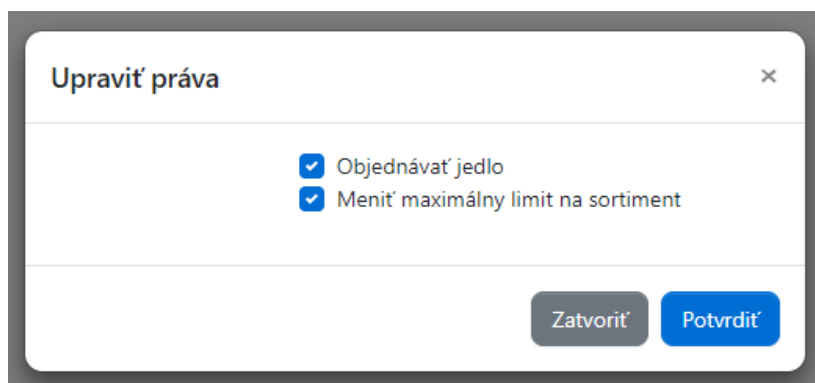 Upraviť práva
×
Objednávať jedlo
Meniť maximálny limit na sortiment
Zatvoriť Potvrdiť